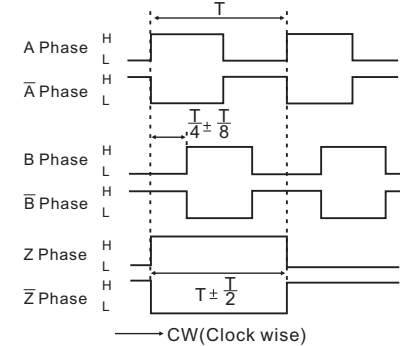 T
A Phase H
L
A̅ Phase H
L
T/4 ± T/8
B Phase H
L
B̅ Phase H
L
Z Phase H
L
Z̅ Phase H
L
T ± T/2
CW(Clock wise)